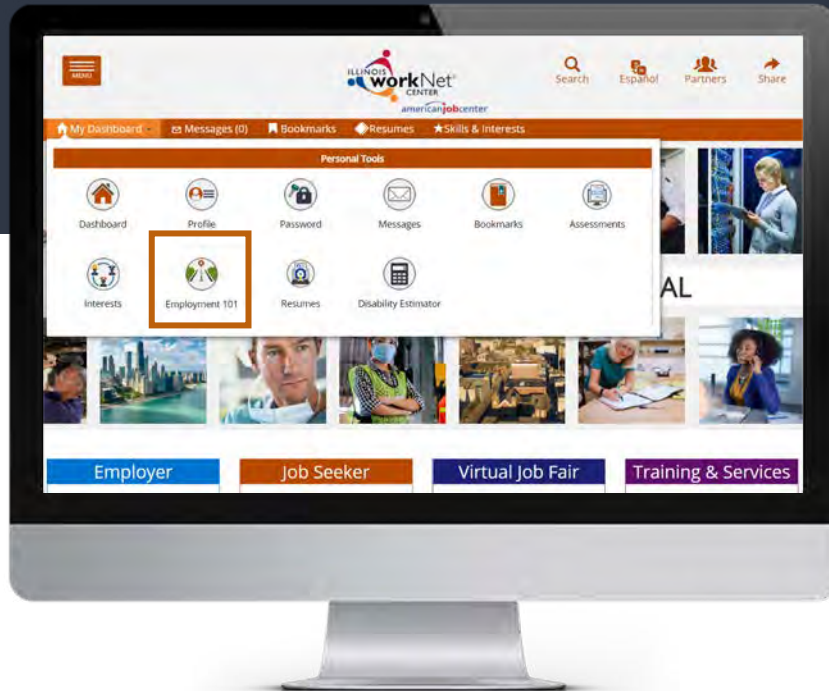 MENU
ILLINOIS
workNet®
CENTER
americanjobcenter
Search
Español
Partners
Share
My Dashboard
Messages (0)
Bookmarks
Resumes
Skills & Interests
Personal Tools
Dashboard
Profile
Password
Messages
Bookmarks
Assessments
Interests
Employment 101
Resumes
Disability Estimator
AL
Employer
Job Seeker
Virtual Job Fair
Training & Services